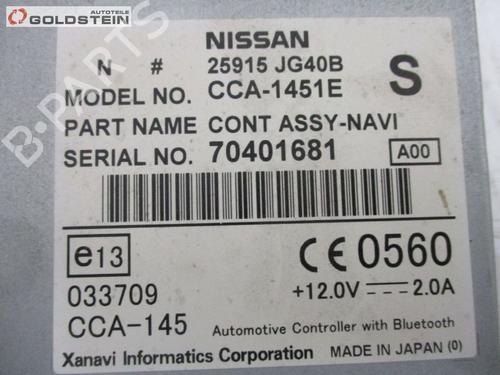 AUTOTEILE
GOLDSTEIN
B-PARTS
NISSAN
N # 25915 JG40B
S
MODEL NO. CCA-1451E
PART NAME CONT ASSY-NAVI
SERIAL NO. 70401681 A00
e13 CE 0560
033709 +12.0V 2.0A
CCA-145 Automotive Controller with Bluetooth
Xanavi Informatics Corporation MADE IN JAPAN (0)